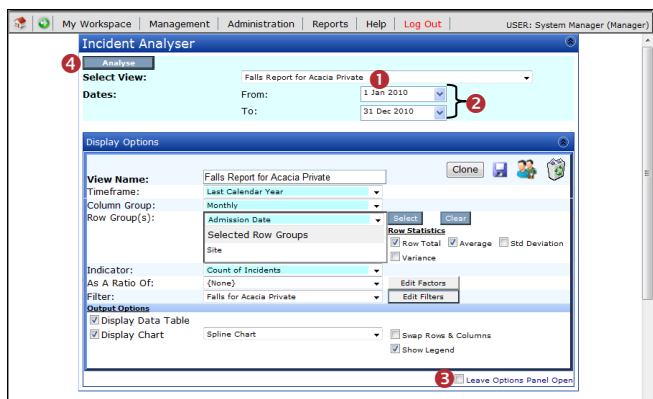 My Workspace Management Administration Reports Help Log Out USER: System Manager (Manager)
Incident Analyser
4 Analyse
Select View: Falls Report for Acacia Private 1
Dates: From: 1 Jan 2010 2
To: 31 Dec 2010
Display Options
View Name: Falls Report for Acacia Private Clone
Timeframe: Last Calendar Year
Column Group: Monthly
Row Group(s): Admission Date Select Clear
Selected Row Groups Row Statistics
Row Total Average Std Deviation
Site
Variance
Indicator: Count of Incidents
As A Ratio Of: {None} Edit Factors
Filter: Falls for Acacia Private Edit Filters
Output Options
Display Data Table
Display Chart Spline Chart Swap Rows & Columns
Show Legend
3 Leave Options Panel Open